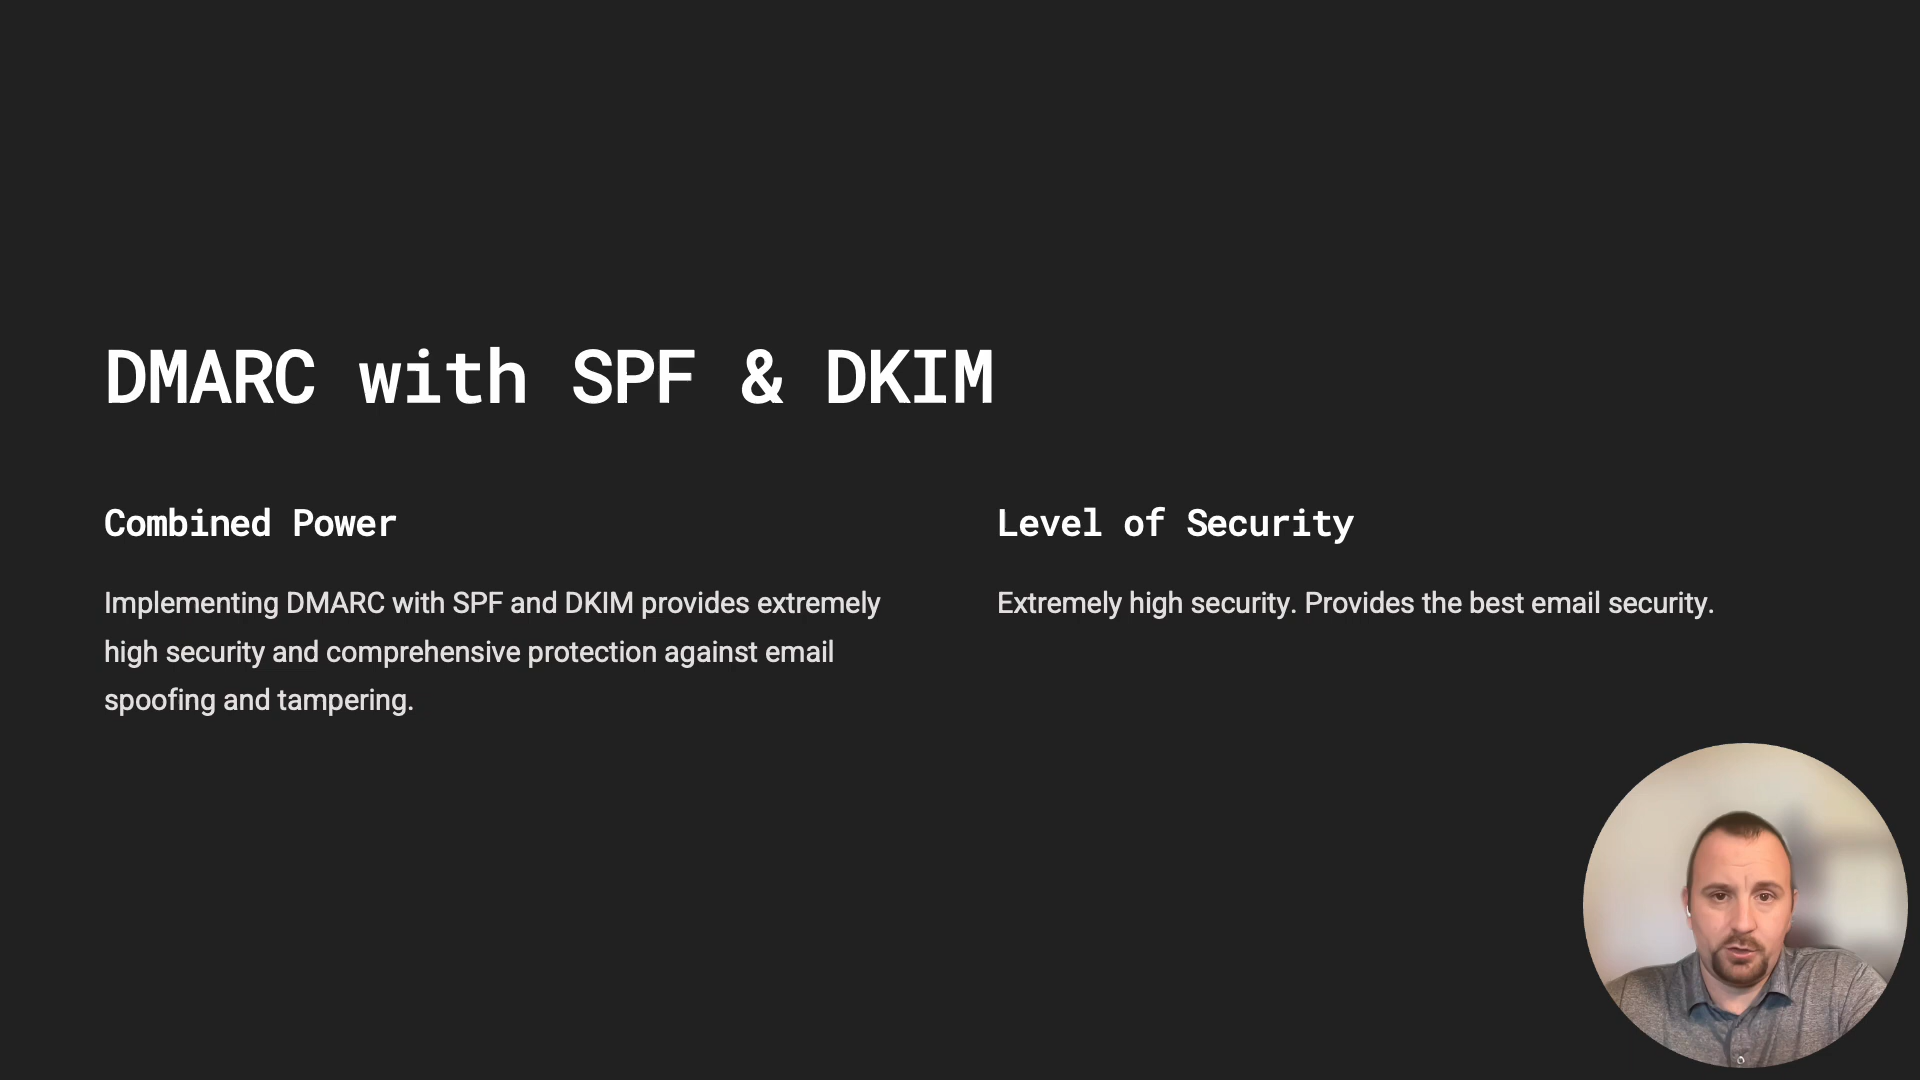 DMARC with SPF & DKIM
Combined Power
Implementing DMARC with SPF and DKIM provides extremely
high security and comprehensive protection against email
spoofing and tampering.
Level of Security
Extremely high security. Provides the best email security.